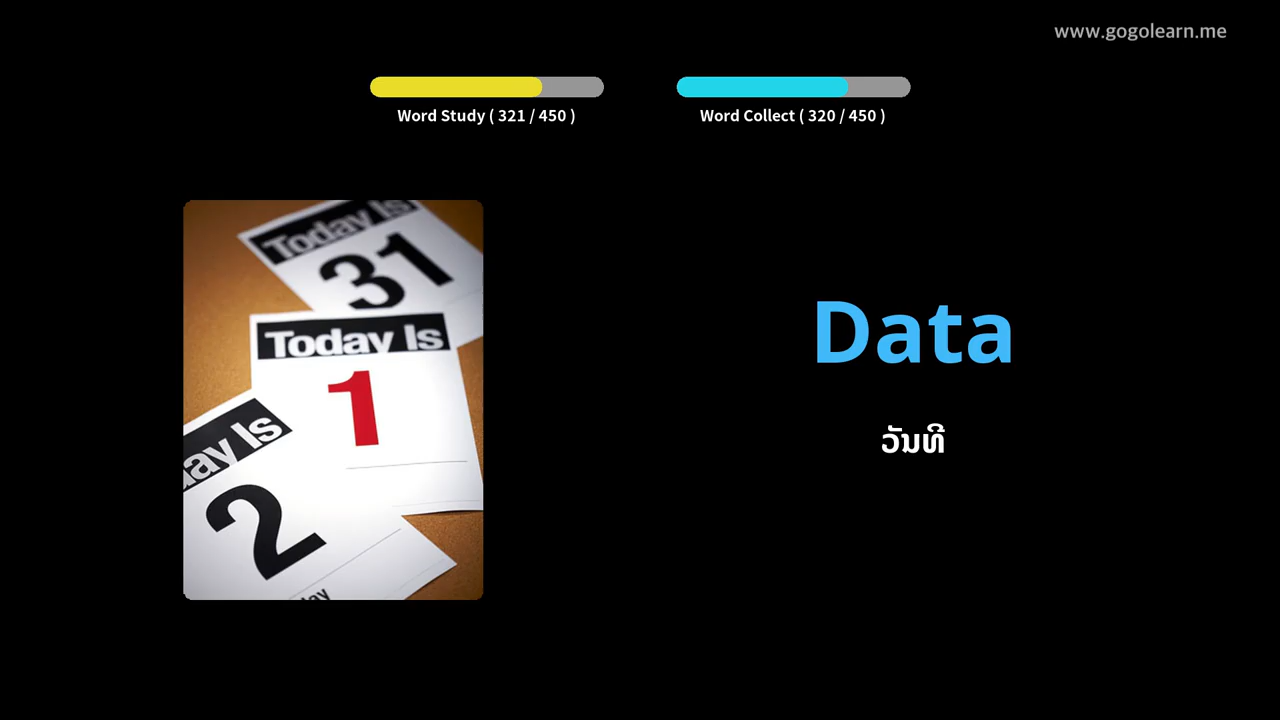 www.gogolearn.me
Word Study ( 321 / 450 )
Word Collect ( 320 / 450 )
Today Is
31
Today Is
1
ay Is
2
day
Data
ວັນທີ